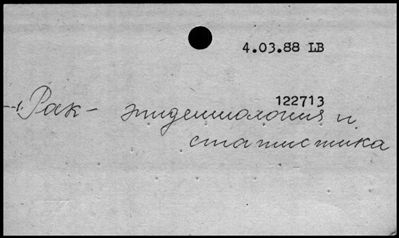 4.03.88 LB
122713
Рак - эпидемиология и
статистика